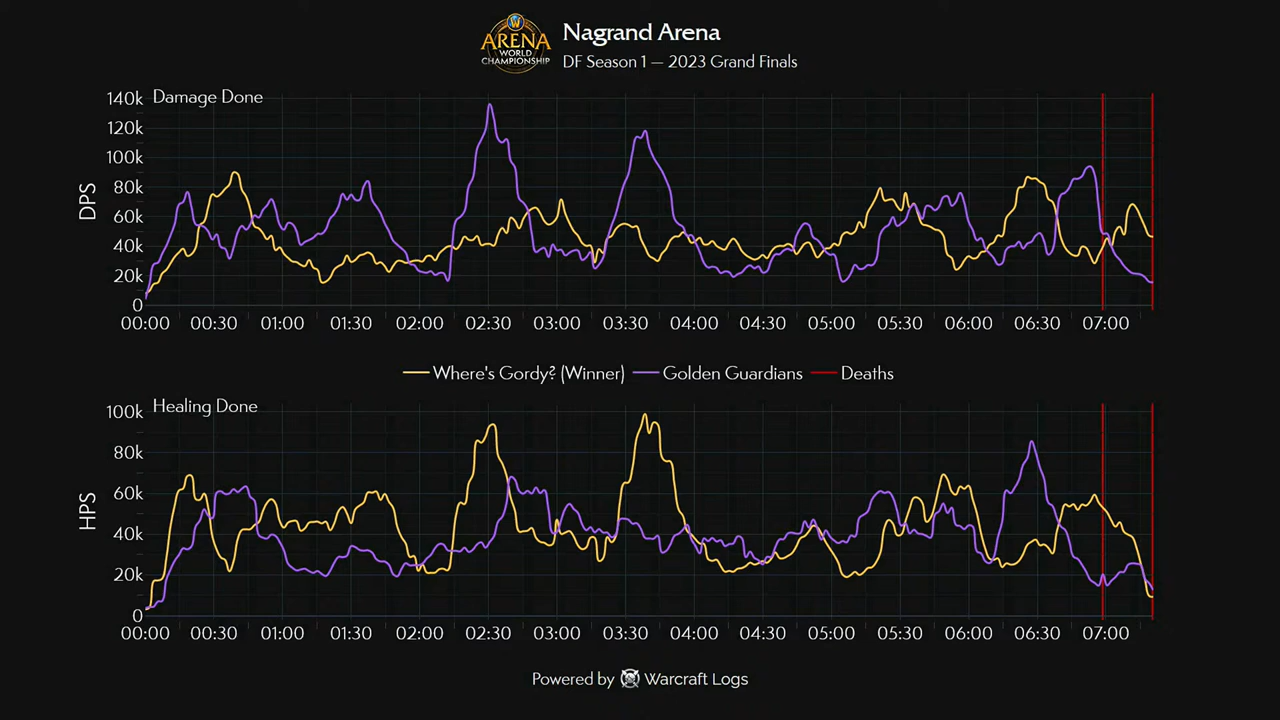 ARENA
WORLD
CHAMPIONSHIP
Nagrand Arena
DF Season 1 — 2023 Grand Finals
Damage Done
DPS
140k
120k
100k
80k
60k
40k
20k
0
00:00 00:30 01:00 01:30 02:00 02:30 03:00 03:30 04:00 04:30 05:00 05:30 06:00 06:30 07:00
Where's Gordy? (Winner) Golden Guardians Deaths
Healing Done
HPS
100k
80k
60k
40k
20k
0
00:00 00:30 01:00 01:30 02:00 02:30 03:00 03:30 04:00 04:30 05:00 05:30 06:00 06:30 07:00
Powered by Warcraft Logs